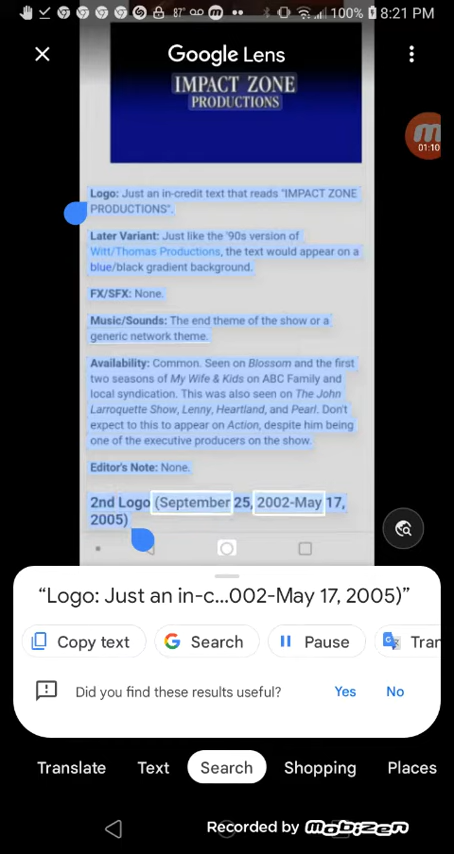 87° 100% 8:21 PM
Google Lens
01:10
IMPACT ZONE
PRODUCTIONS
Logo: Just an in-credit text that reads "IMPACT ZONE
PRODUCTIONS".
Later Variant: Just like the '90s version of
Witt/Thomas Productions, the text would appear on a
blue/black gradient background.
FX/SFX: None.
Music/Sounds: The end theme of the show or a
generic network theme.
Availability: Common. Seen on Blossom and the first
two seasons of My Wife & Kids on ABC Family and
local syndication. This was also seen on The John
Larroquette Show, Lenny, Heartland, and Pearl. Don't
expect to this to appear on Action, despite him being
one of the executive producers on the show.
Editor's Note: None.
2nd Logo (September 25, 2002-May 17,
2005)
“Logo: Just an in-c...002-May 17, 2005)”
Copy text Search Pause Tran
Did you find these results useful? Yes No
Translate Text Search Shopping Places
Recorded by mobizen